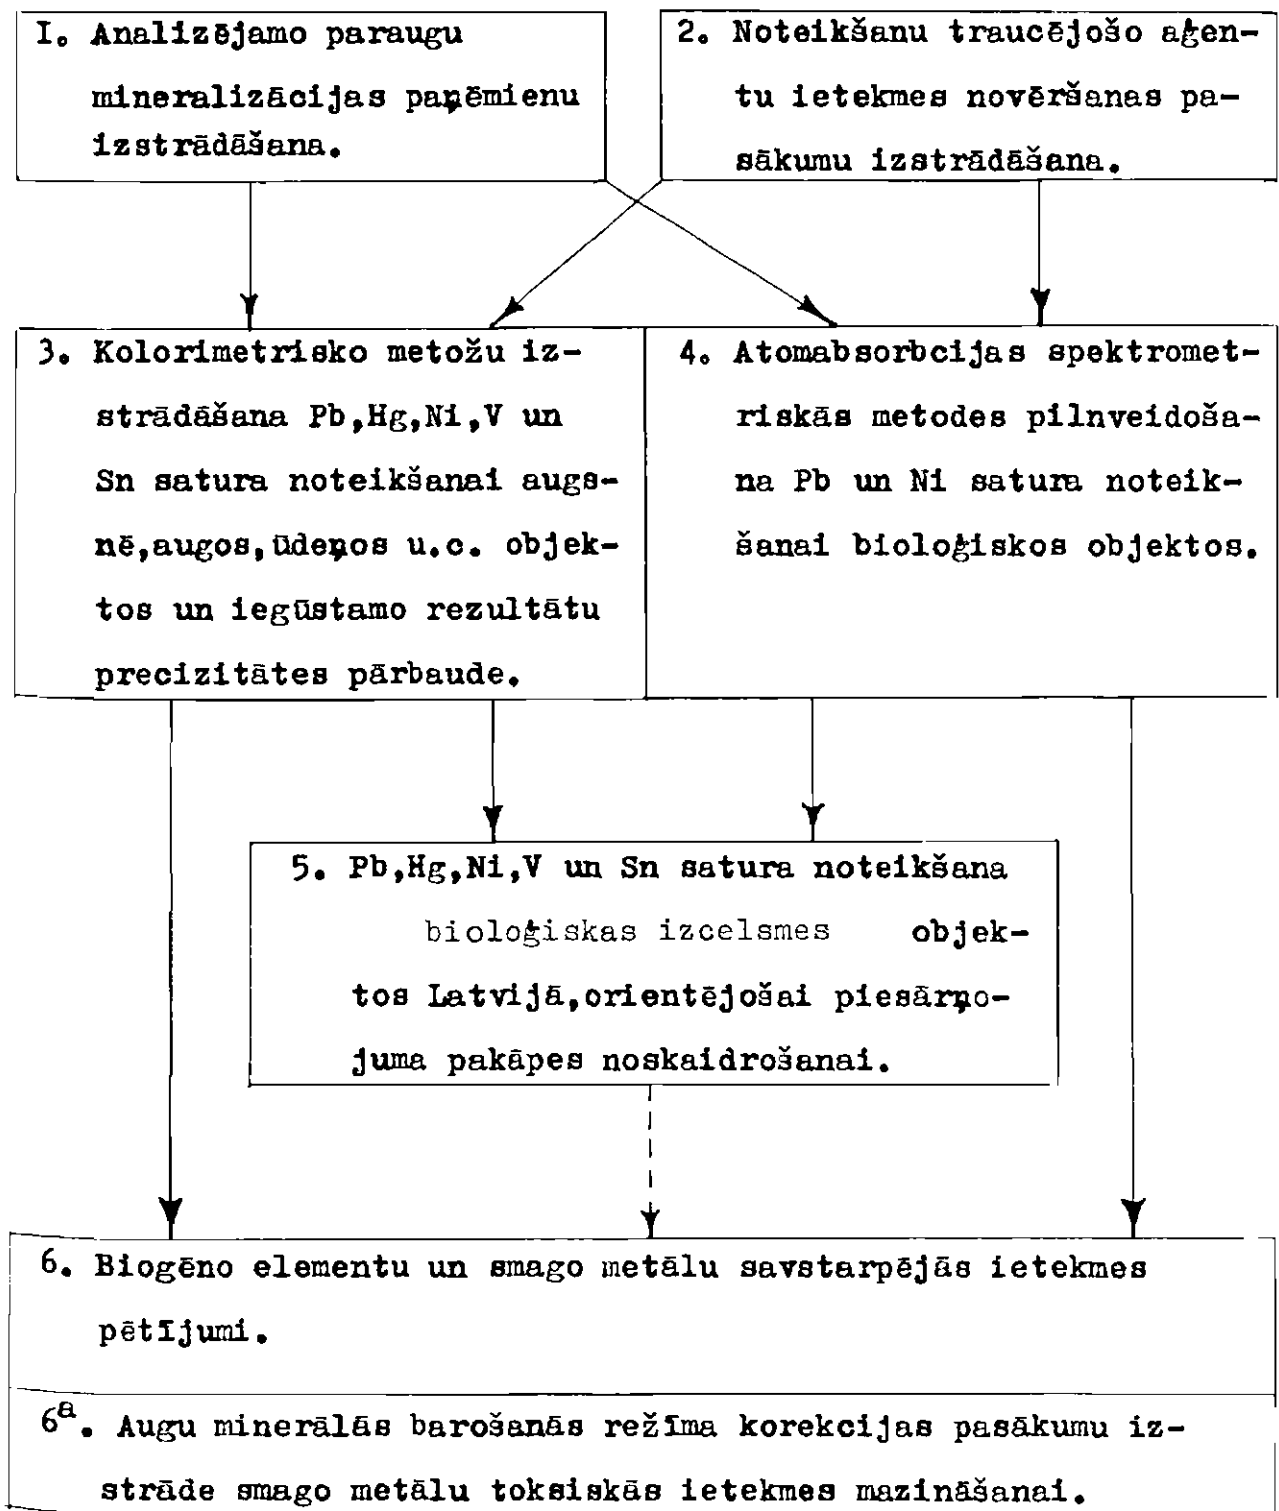 I. Analizējamo paraugu
mineralizācijas paņēmienu
izstrādāšana.
2. Noteikšanu traucējošo aģen-
tu ietekmes novēršanas pa-
sākumu izstrādāšana.
3. Kolorimetrisko metožu iz-
strādāšana Pb,Hg,Ni,V un
Sn satura noteikšanai augs-
nē,augos,ūdeņos u.c. objek-
tos un iegūstamo rezultātu
precizitātes pārbaude.
4. Atomabsorbcijas spektromet-
riskās metodes pilnveidoša-
na Pb un Ni satura noteik-
šanai bioloģiskos objektos.
5. Pb,Hg,Ni,V un Sn satura noteikšana
bioloģiskas izcelsmes objek-
tos Latvijā,orientējošai piesārņo-
juma pakāpes noskaidrošanai.
6. Biogēno elementu un smago metālu savstarpējās ietekmes
pētījumi.
6a. Augu minerālās barošanās režīma korekcijas pasākumu iz-
strāde smago metālu toksiskās ietekmes mazināšanai.